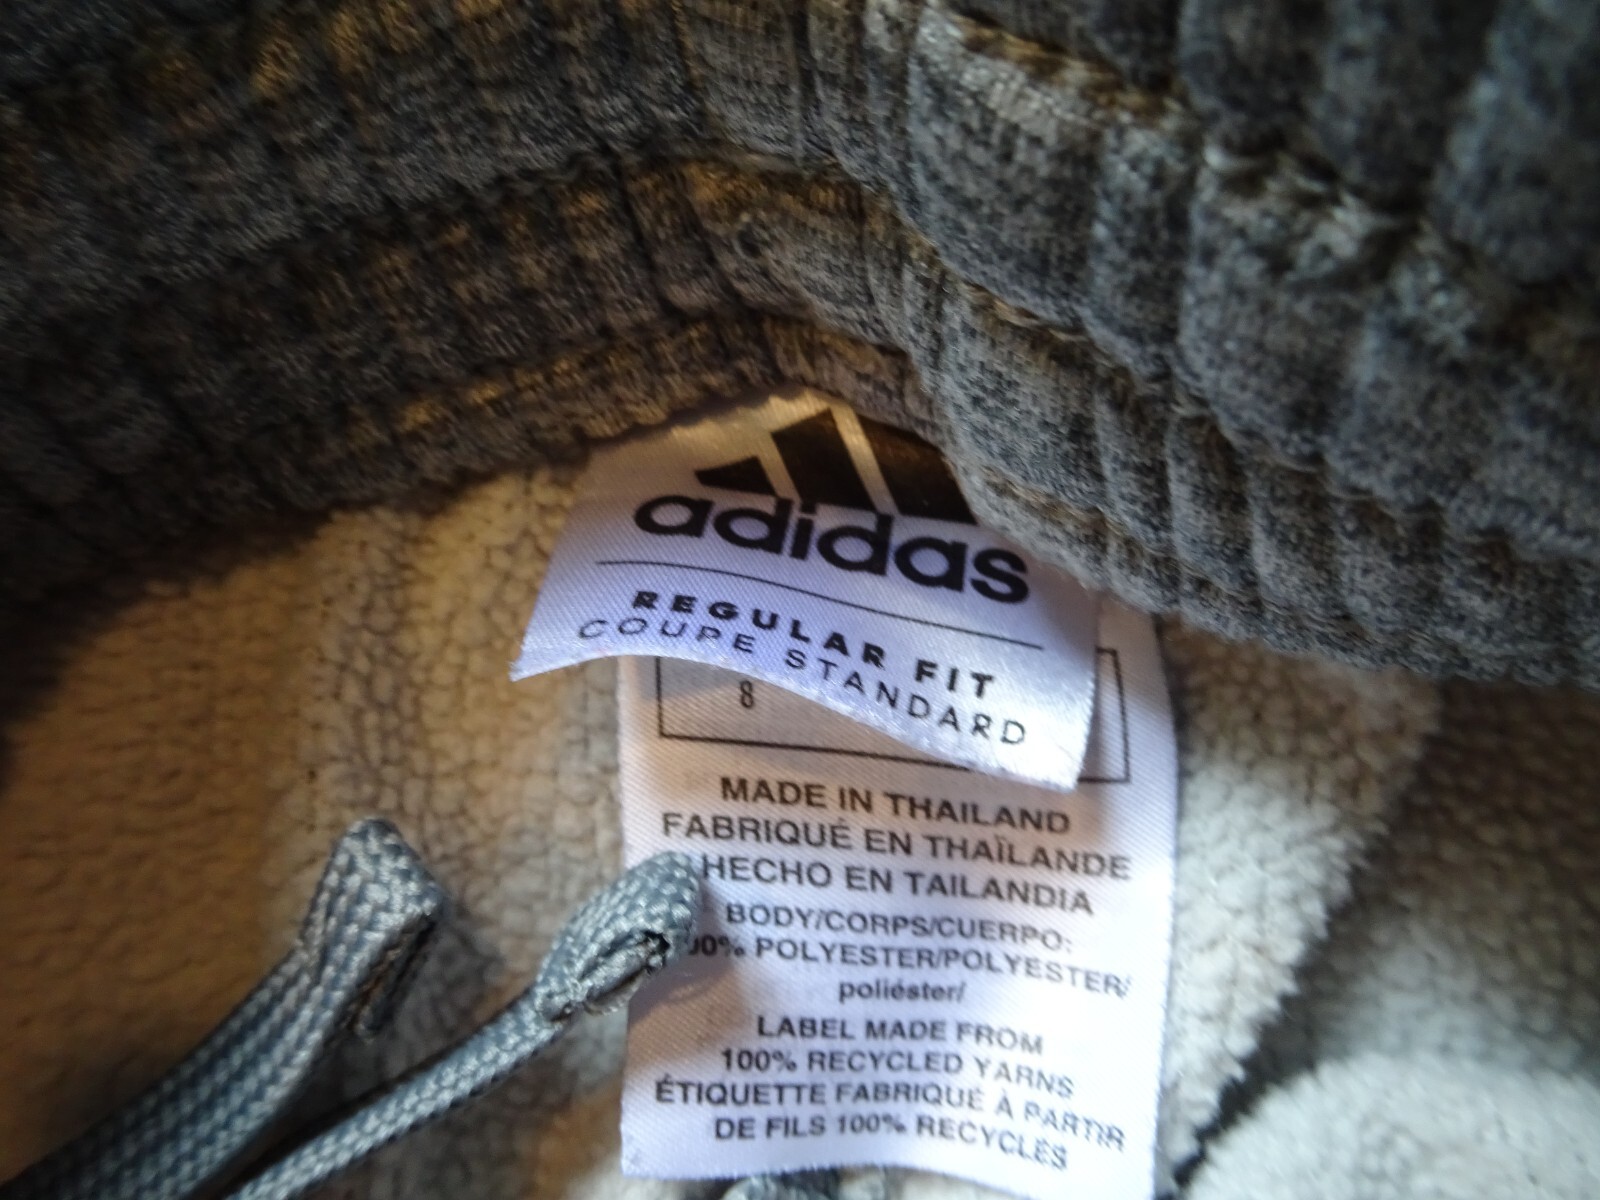 adidas
REGULAR FIT
COUPE STANDARD
8
MADE IN THAILAND
FABRIQUÉ EN THAÏLANDE
HECHO EN TAILANDIA
BODY/CORPS/CUERPO:
00% POLYESTER/POLYESTER/
poliéster/
LABEL MADE FROM
100% RECYCLED YARNS
ÉTIQUETTE FABRIQUÉ À PARTIR
DE FILS 100% RECYCLÉS